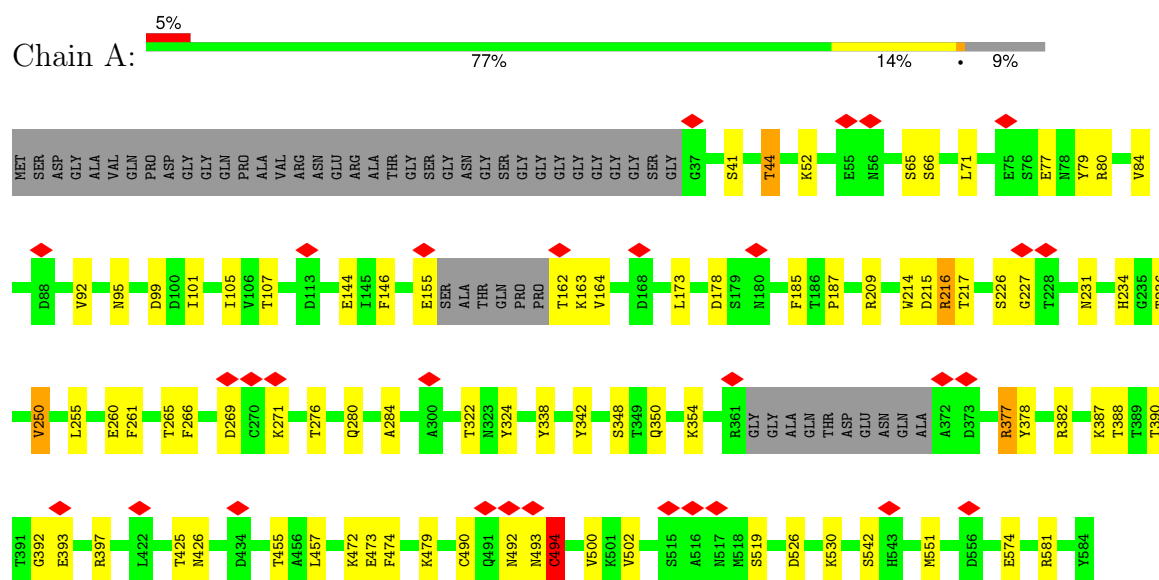 5%
Chain A:
77% 14% • 9%
MET SER ASP GLY ALA VAL GLN PRO ASP GLY GLY GLN PRO ALA VAL ARG ASN GLU ARG ALA THR GLY SER GLY ASN GLY SER GLY GLY GLY GLY GLY GLY GLY SER GLY G37 S41 T44 K52 E55 N56 S65 S66 L71 E75 S76 E77 N78 Y79 R80 V84
D88 V92 N95 D99 D100 I101 I105 V106 T107 D113 E144 I145 F146 E155 SER ALA THR GLN PRO PRO T162 K163 V164 D168 L173 D178 S179 N180 F185 T186 P187 R209 W214 D215 R216 T217 S226 G227 T228 N231 H234 G235
V250 L255 E260 F261 T265 F266 D269 C270 K271 T276 Q280 A284 A300 T322 N323 Y324 Y338 Y342 S348 T349 Q350 K354 R361 GLY GLY ALA GLN THR ASP GLU ASN GLN ALA A372 D373 R377 Y378 R382 K387 T388 T389 T390
T391 G392 E393 R397 L422 T425 N426 D434 T455 A456 L457 K472 E473 F474 K479 C490 Q491 N492 N493 C494 V500 K501 V502 S515 A516 N517 M518 S519 D526 K530 S542 H543 M551 D556 E574 R581 Y584